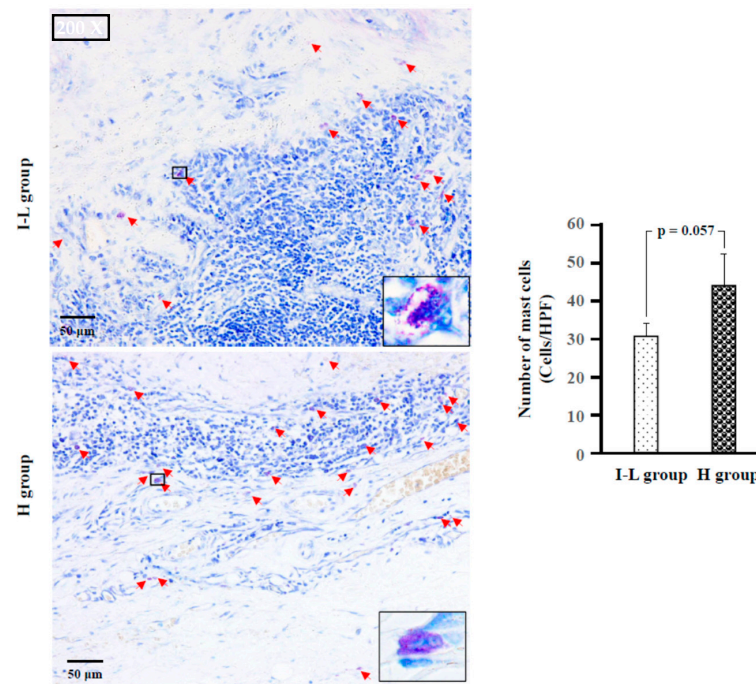 200 X
I-L group
50 µm
H group
50 µm
Number of mast cells
(Cells/HPF)
60
50
40
30
20
10
0
p = 0.057
I-L group H group